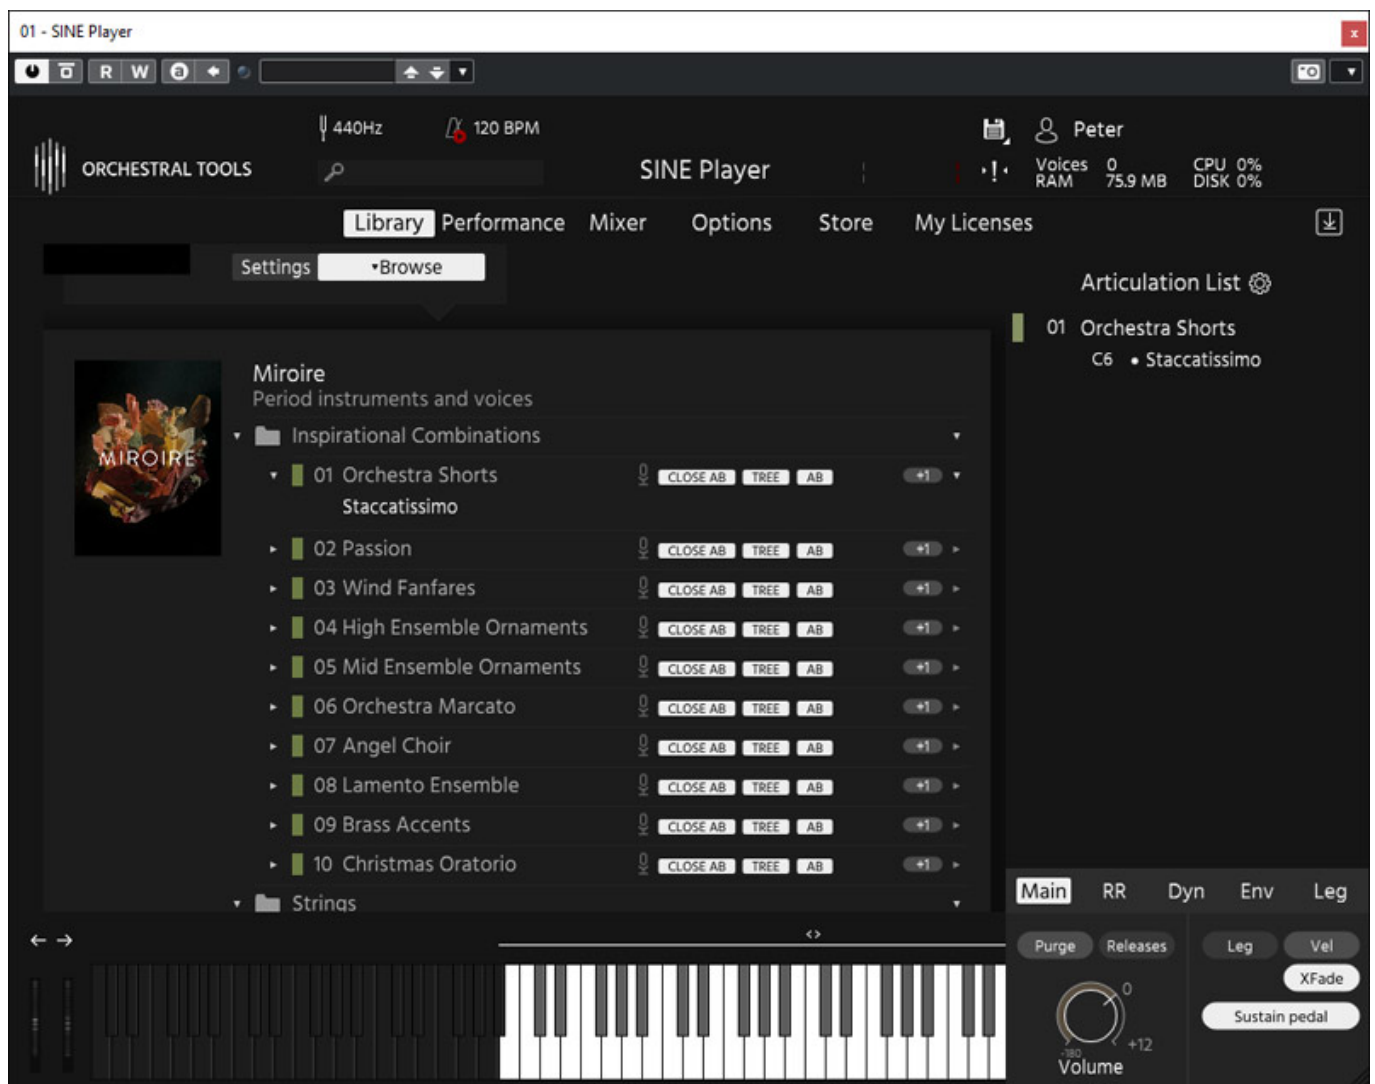 01 - SINE Player
x
R W a
440Hz 120 BPM Peter
ORCHESTRAL TOOLS SINE Player Voices 0 CPU 0%
RAM 75.9 MB DISK 0%
Library Performance Mixer Options Store My Licenses
Settings Browse
Articulation List
01 Orchestra Shorts
C6 • Staccatissimo
MIROIRE
Miroire
Period instruments and voices
Inspirational Combinations
01 Orchestra Shorts CLOSE AB TREE AB +1
Staccatissimo
02 Passion CLOSE AB TREE AB +1
03 Wind Fanfares CLOSE AB TREE AB +1
04 High Ensemble Ornaments CLOSE AB TREE AB +1
05 Mid Ensemble Ornaments CLOSE AB TREE AB +1
06 Orchestra Marcato CLOSE AB TREE AB +1
07 Angel Choir CLOSE AB TREE AB +1
08 Lamento Ensemble CLOSE AB TREE AB +1
09 Brass Accents CLOSE AB TREE AB +1
10 Christmas Oratorio CLOSE AB TREE AB +1
Strings
Main RR Dyn Env Leg
Purge Releases Leg Vel
XFade
Sustain pedal
0
-180 +12
Volume